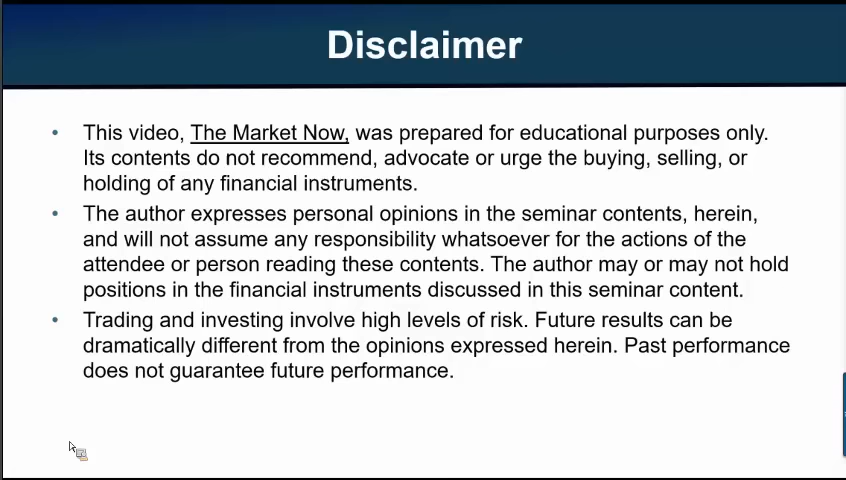 Disclaimer
• This video, The Market Now, was prepared for educational purposes only.
Its contents do not recommend, advocate or urge the buying, selling, or
holding of any financial instruments.
• The author expresses personal opinions in the seminar contents, herein,
and will not assume any responsibility whatsoever for the actions of the
attendee or person reading these contents. The author may or may not hold
positions in the financial instruments discussed in this seminar content.
• Trading and investing involve high levels of risk. Future results can be
dramatically different from the opinions expressed herein. Past performance
does not guarantee future performance.